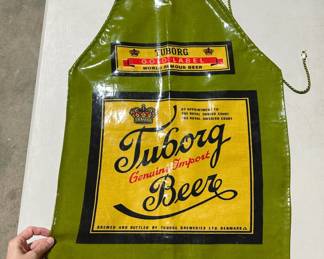 TUBORG
GOLD LABEL
WORLD FAMOUS BEER
BY APPOINTMENT TO
THE ROYAL DANISH COURT
THE ROYAL SWEDISH COURT
Tuborg
Genuine Import
Beer
BREWED AND BOTTLED BY TUBORG BREWERIES LTD DENMARK